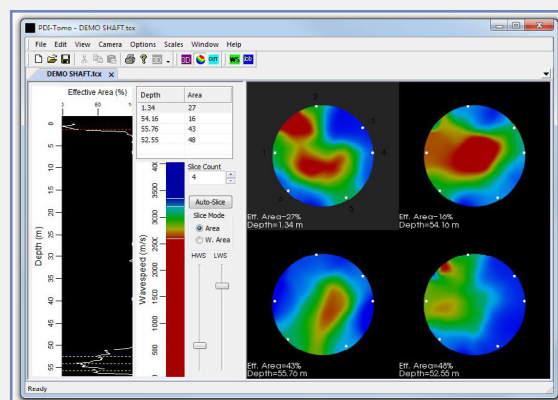 PDI-Tomo - DEMO SHAFT.tcx
File Edit View Camera Options Scales Window Help
3D OUT WS
DEMO SHAFT.tcx x
Effective Area (%)
Depth Area
1.34 27
54.16 16
55.76 43
52.55 48
Slice Count
4
Auto-Slice
Slice Mode
Area
W. Area
HWS LWS
Depth (m)
0
5
10
15
20
25
30
35
40
45
50
55
Wavespeed (m/s)
3500
3000
2500
2000
1500
1000
500
2
3
1
4
6
5
Eff. Area=27%
Depth=1.34 m
Eff. Area=16%
Depth=54.16 m
Eff. Area=43%
Depth=55.76 m
Eff. Area=48%
Depth=52.55 m
Ready